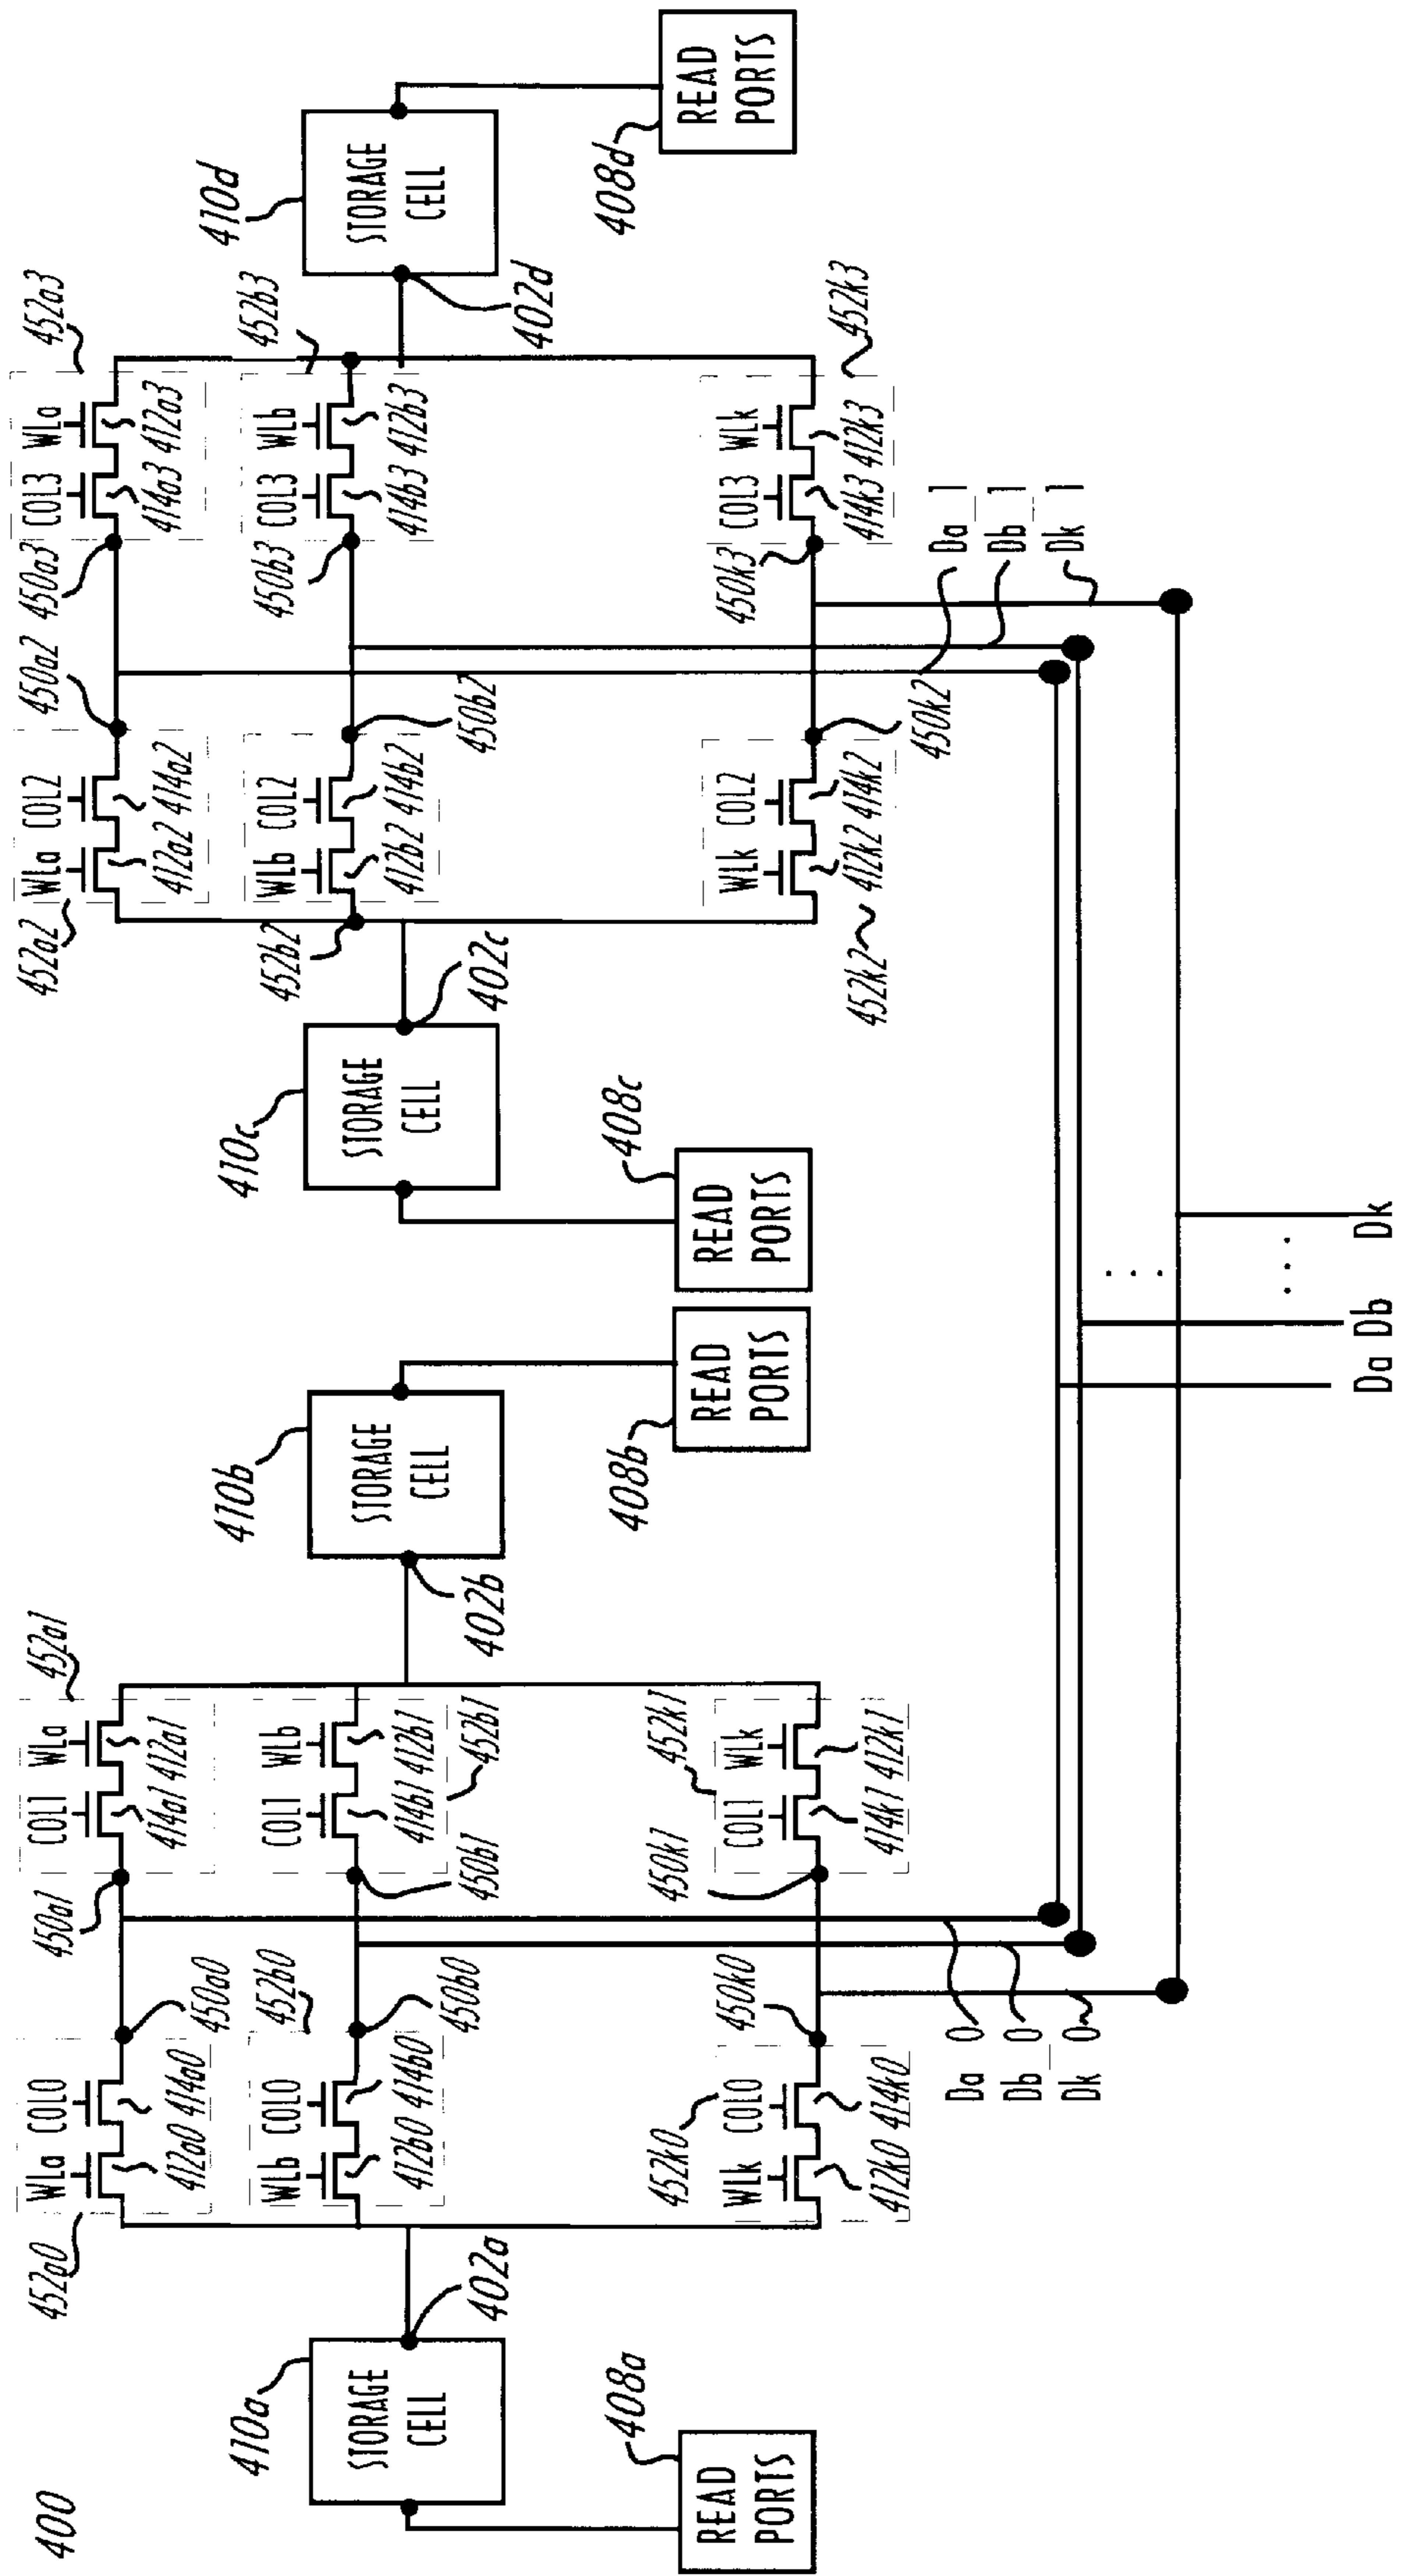 400
410a
STORAGE
CELL
402a
408a
READ
PORTS
452a0
WLa COL0
412a0 414a0
450a0
WLb COL0
412b0 414b0
452b0
450b0
452k0
WLk COL0
412k0 414k0
450k0
Da_0
Db_0
Dk_0
452a1
COL1 WLa
414a1 412a1
450a1
COL1 WLb
414b1 412b1
452b1
450b1
452k1
COL1 WLk
414k1 412k1
450k1
410b
STORAGE
CELL
402b
408b
READ
PORTS
410c
STORAGE
CELL
402c
408c
READ
PORTS
452a2
WLa COL2
412a2 414a2
450a2
452b2
WLb COL2
412b2 414b2
450b2
WLk COL2
412k2 414k2
452k2
450k2
452a3
COL3 WLa
414a3 412a3
450a3
452b3
COL3 WLb
414b3 412b3
450b3
COL3 WLk
414k3 412k3
452k3
450k3
Da_1
Db_1
Dk_1
410d
STORAGE
CELL
402d
408d
READ
PORTS
. . .
Da Db . . . Dk